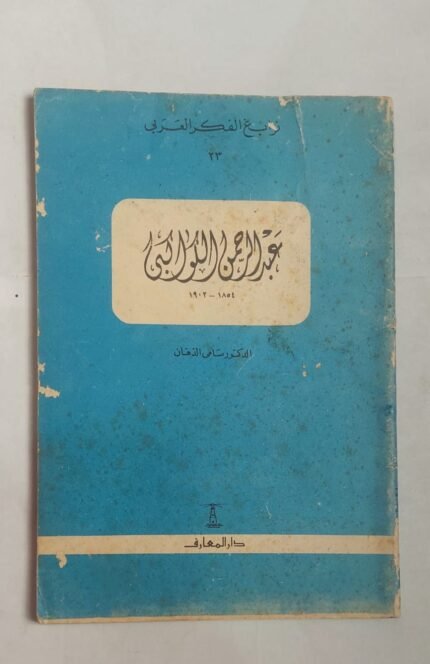 نوابغ الفكر العربي
٢٣
عبد الرحمن الكواكبي
١٨٥٤ - ١٩٠٢
الدكتور سامي الدهان
دار المعارف